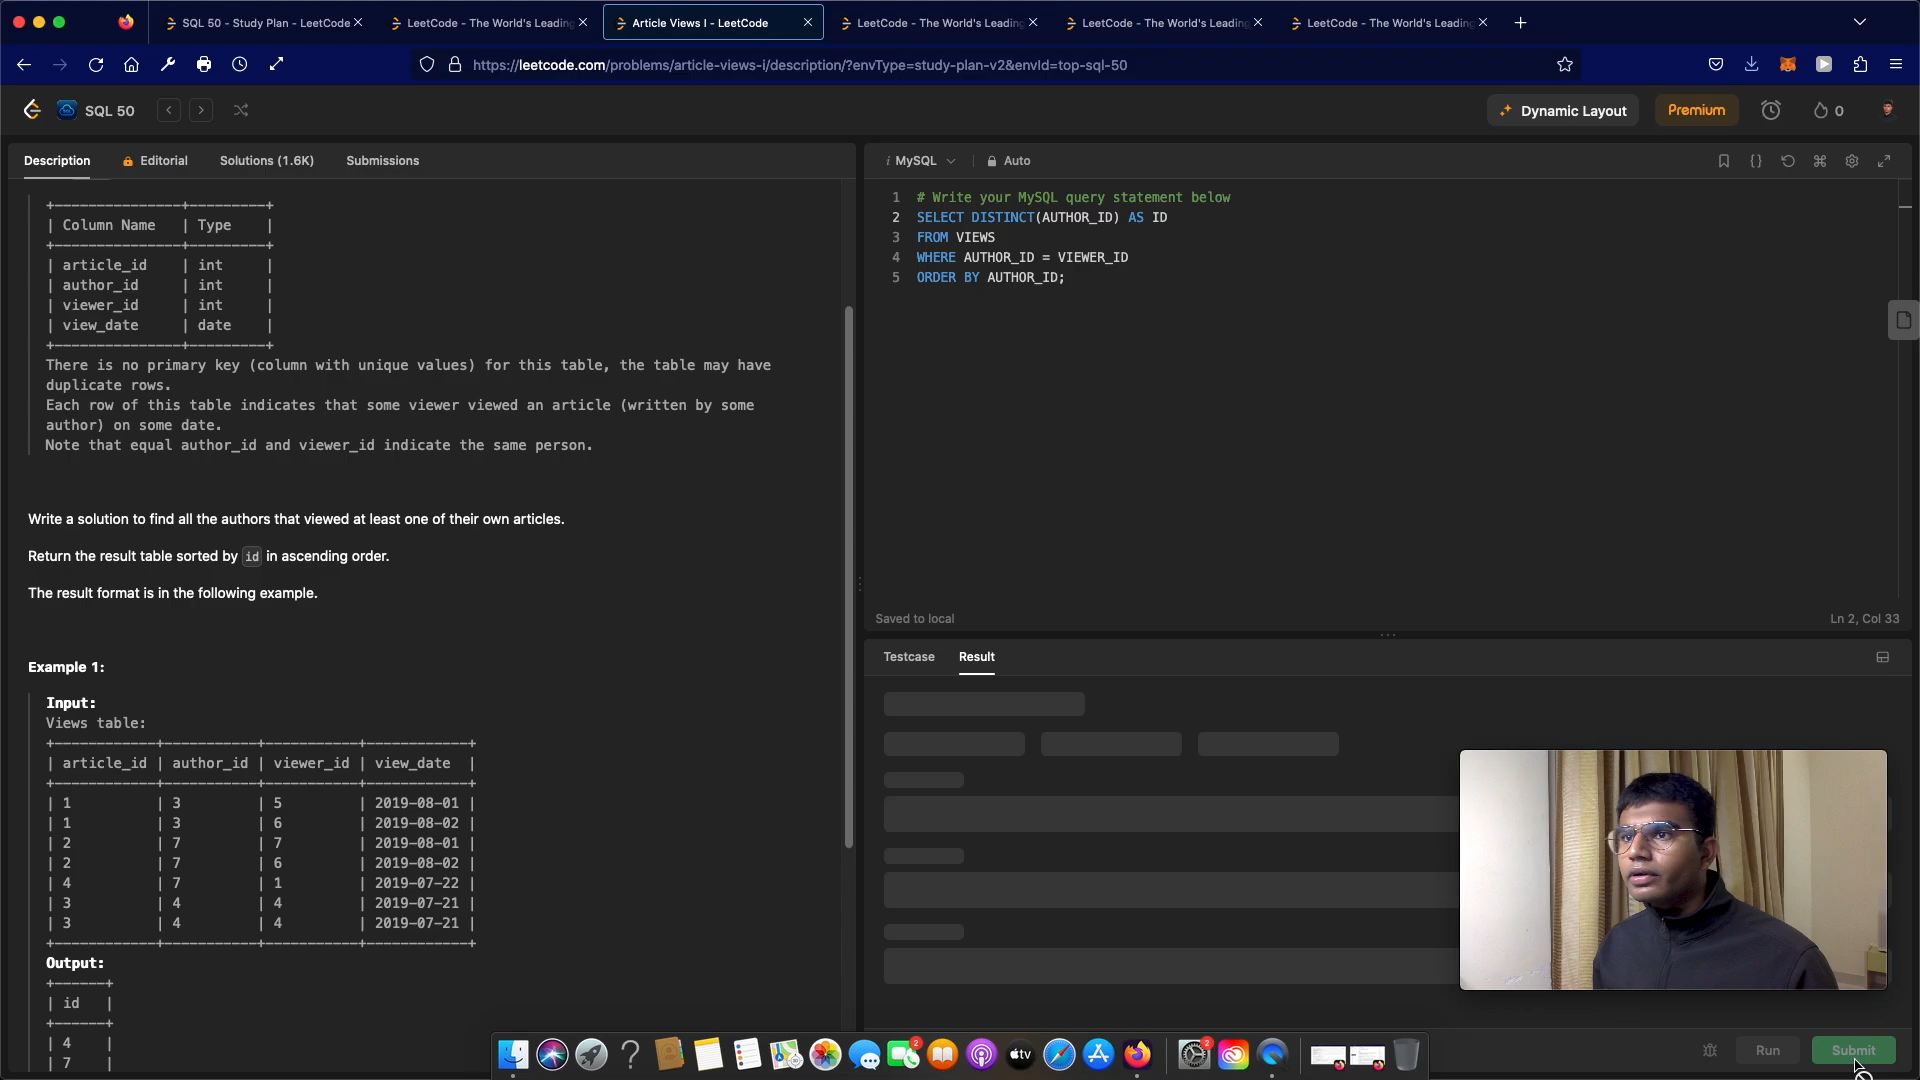 SQL 50 - Study Plan - LeetCode
LeetCode - The World's Leading
Article Views I - LeetCode
LeetCode - The World's Leading
LeetCode - The World's Leading
LeetCode - The World's Leading
https://leetcode.com/problems/article-views-i/description/?envType=study-plan-v2&envId=top-sql-50
SQL 50
Dynamic Layout
Premium
0
Description
Editorial
Solutions (1.6K)
Submissions
+---------------+---------+
| Column Name   | Type    |
+---------------+---------+
| article_id    | int     |
| author_id     | int     |
| viewer_id     | int     |
| view_date     | date    |
+---------------+---------+
There is no primary key (column with unique values) for this table, the table may have
duplicate rows.
Each row of this table indicates that some viewer viewed an article (written by some
author) on some date.
Note that equal author_id and viewer_id indicate the same person.
Write a solution to find all the authors that viewed at least one of their own articles.
Return the result table sorted by id in ascending order.
The result format is in the following example.
Example 1:
Input:
Views table:
+------------+-----------+-----------+------------+
| article_id | author_id | viewer_id | view_date  |
+------------+-----------+-----------+------------+
| 1          | 3         | 5         | 2019-08-01 |
| 1          | 3         | 6         | 2019-08-02 |
| 2          | 7         | 7         | 2019-08-01 |
| 2          | 7         | 6         | 2019-08-02 |
| 4          | 7         | 1         | 2019-07-22 |
| 3          | 4         | 4         | 2019-07-21 |
| 3          | 4         | 4         | 2019-07-21 |
+------------+-----------+-----------+------------+
Output:
+------+
| id   |
+------+
| 4    |
| 7    |
MySQL
Auto
1 # Write your MySQL query statement below
2 SELECT DISTINCT(AUTHOR_ID) AS ID
3 FROM VIEWS
4 WHERE AUTHOR_ID = VIEWER_ID
5 ORDER BY AUTHOR_ID;
Saved to local
Ln 2, Col 33
Testcase
Result
Run
Submit
2
tv
2